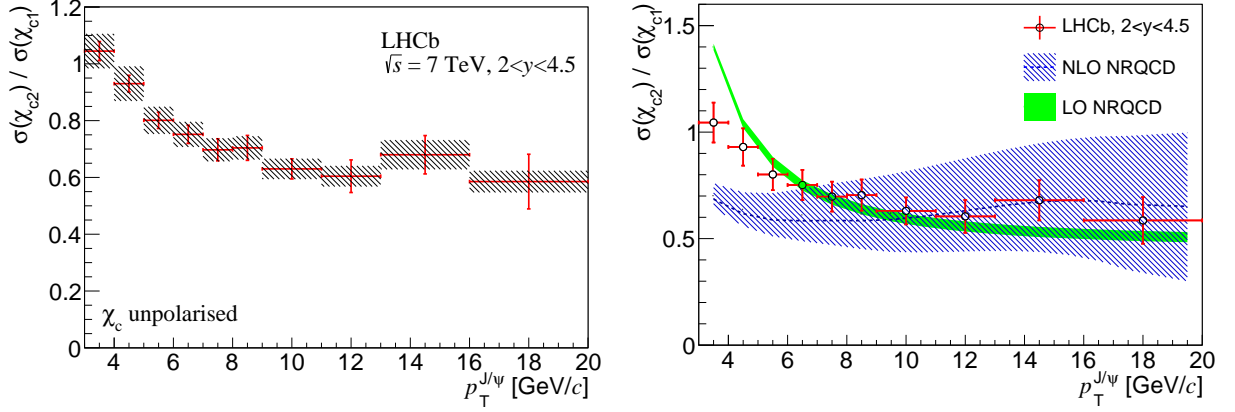 σ(χc2) / σ(χc1)
1.2
1
0.8
0.6
0.4
0.2
0
LHCb
√s = 7 TeV, 2<y<4.5
χc unpolarised
4 6 8 10 12 14 16 18 20
pT J/ψ [GeV/c]
σ(χc2) / σ(χc1)
1.5
1
0.5
0
LHCb, 2<y<4.5
NLO NRQCD
LO NRQCD
4 6 8 10 12 14 16 18 20
pT J/ψ [GeV/c]